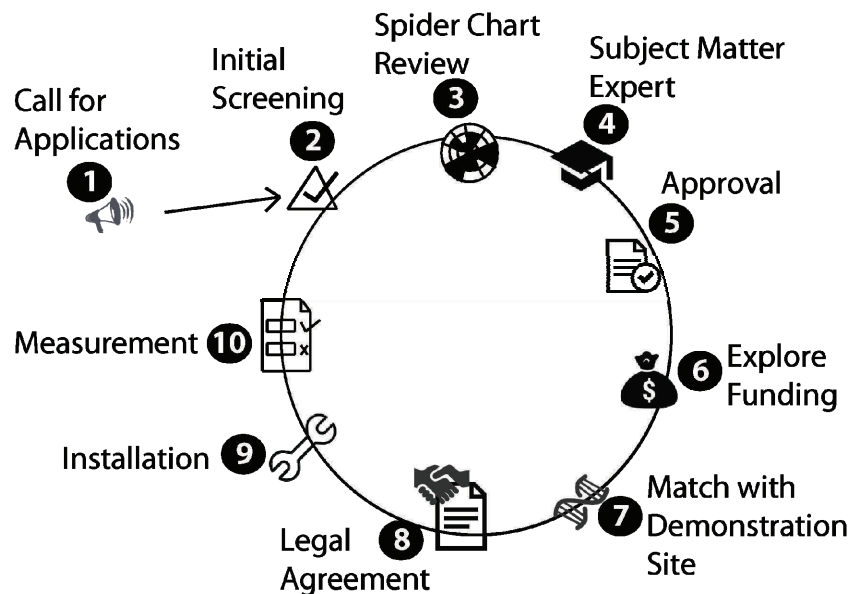 Call for
Applications
1
Initial
Screening
2
Spider Chart
Review
3
Subject Matter
Expert
4
Approval
5
$
6
Explore
Funding
7
Match with
Demonstration
Site
8
Legal
Agreement
Installation 9
Measurement 10